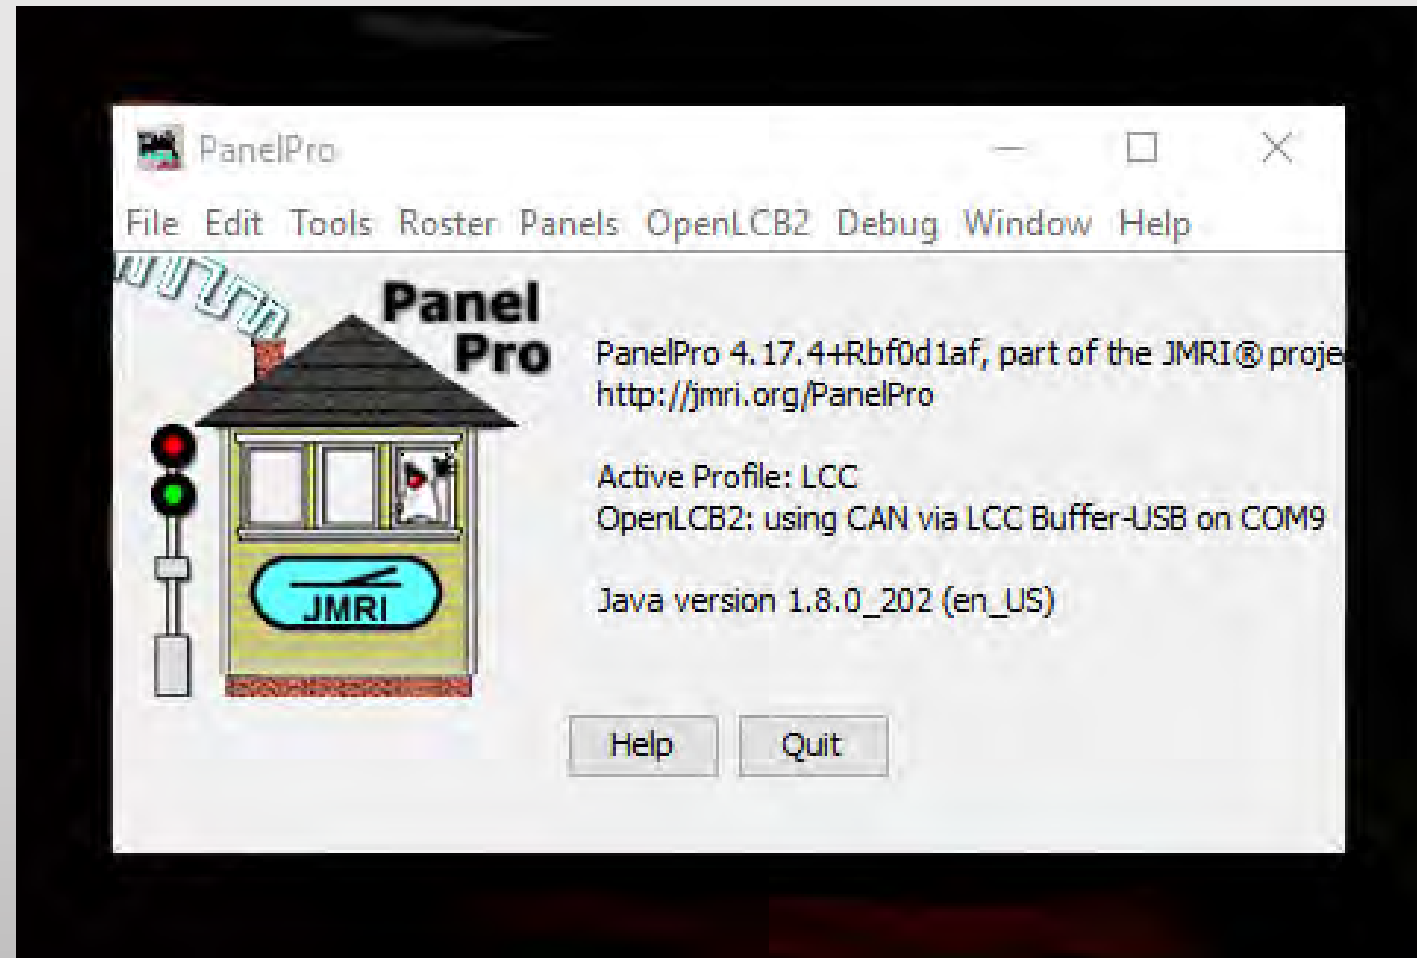 PanelPro
File Edit Tools Roster Panels OpenLCB2 Debug Window Help
Panel
Pro
PanelPro 4.17.4+Rbf0d1af, part of the JMRI® proje
http://jmri.org/PanelPro
Active Profile: LCC
OpenLCB2: using CAN via LCC Buffer-USB on COM9
Java version 1.8.0_202 (en_US)
JMRI
Help Quit